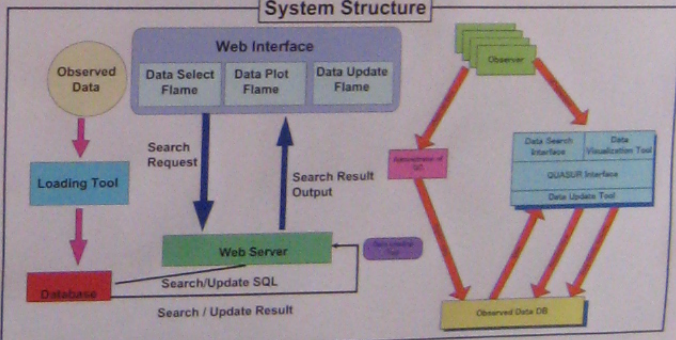 System Structure
Web Interface
Observed
Data
Data Select
Flame
Data Plot
Flame
Data Update
Flame
Search
Request
Search Result
Output
Loading Tool
Web Server
Database
Search/Update SQL
Search / Update Result
Observer
Data Search
Interface
Data
Visualization Tool
QUASUR Interface
Data Update Tool
Observed Data DB